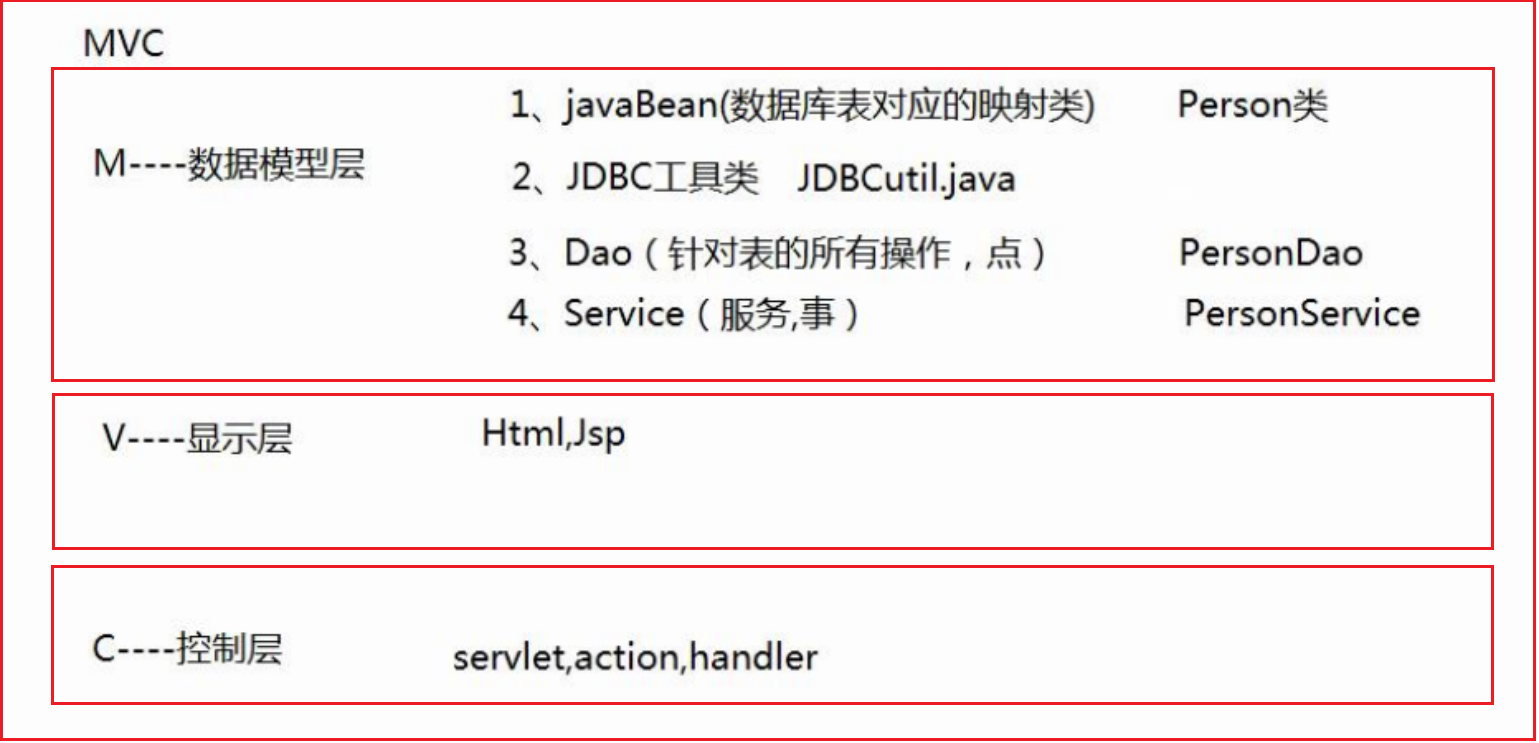 MVC
1、javaBean(数据库表对应的映射类) Person类
M----数据模型层
2、JDBC工具类 JDBCutil.java
3、Dao（针对表的所有操作，点） PersonDao
4、Service（服务,事） PersonService
V----显示层 Html,Jsp
C----控制层 servlet,action,handler